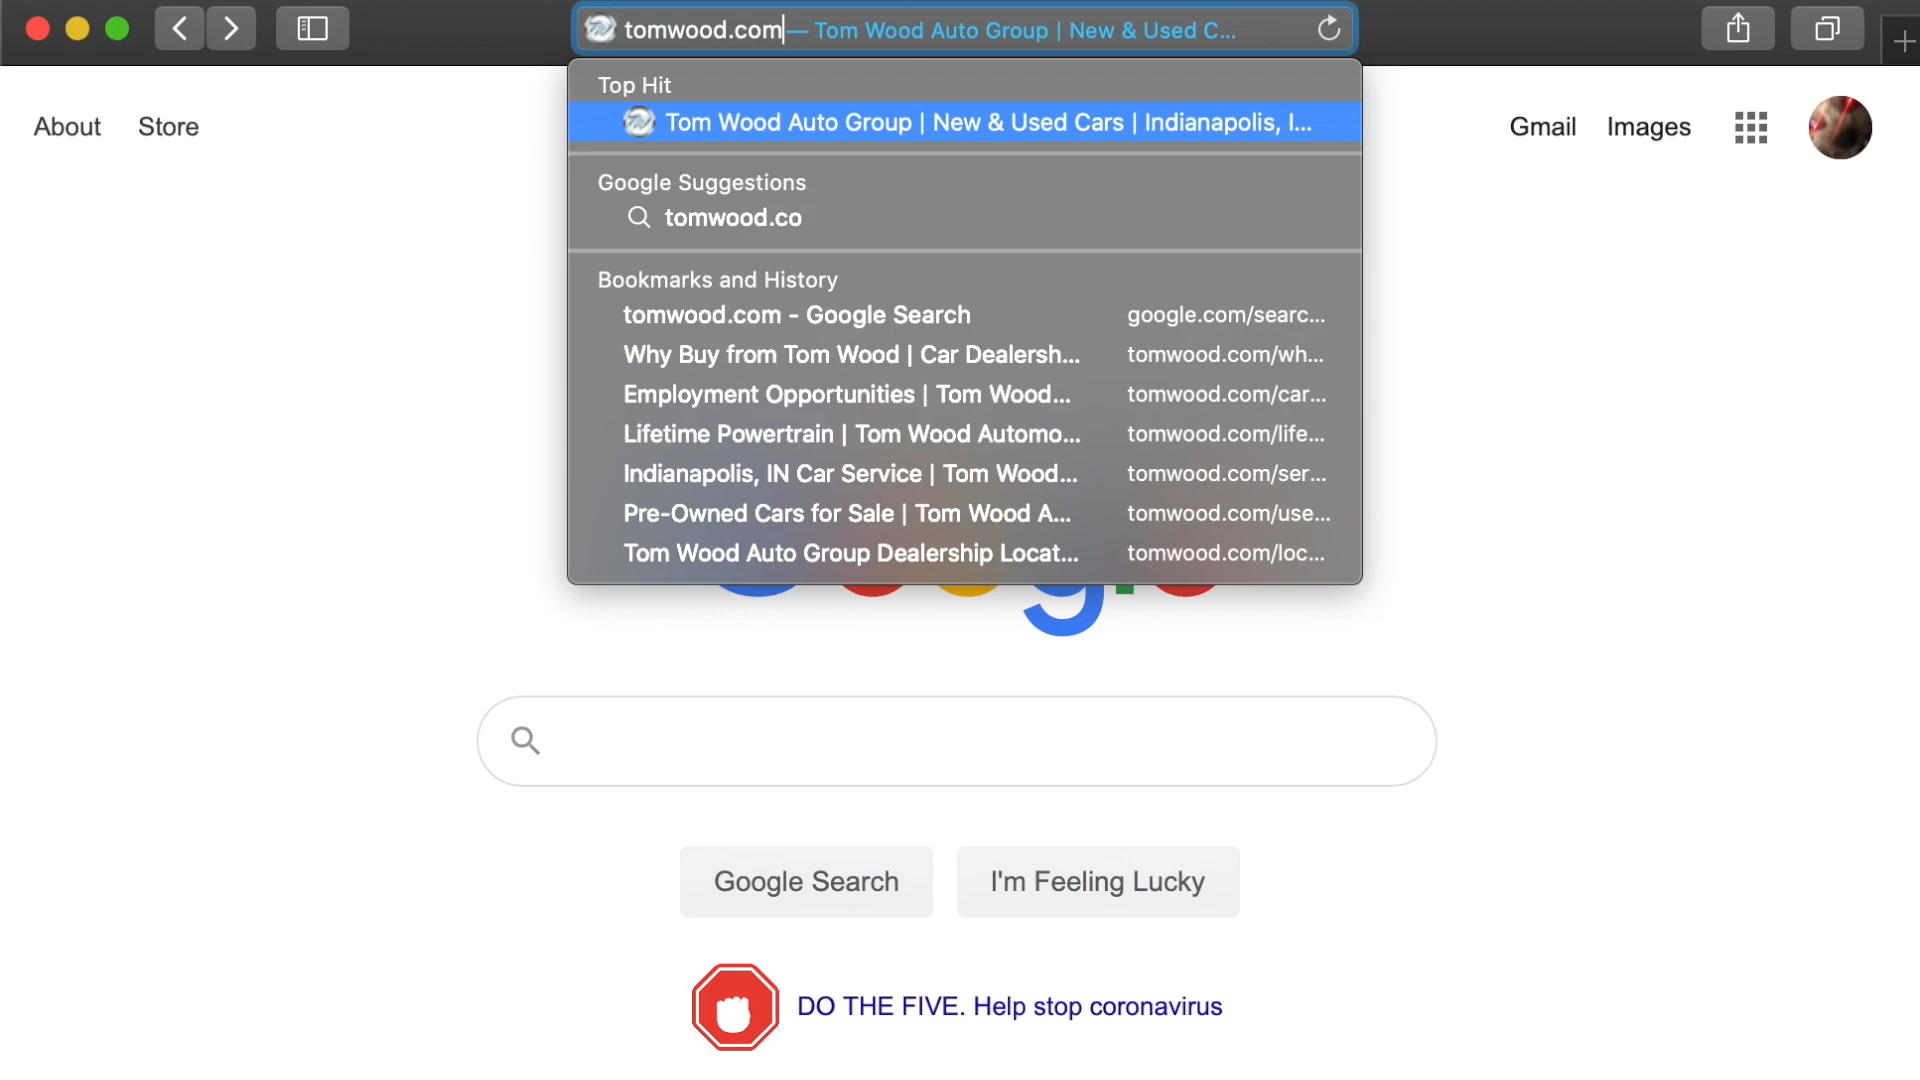 tomwood.com — Tom Wood Auto Group | New & Used C...
Top Hit
Tom Wood Auto Group | New & Used Cars | Indianapolis, I...
About Store
Gmail Images
Google Suggestions
tomwood.co
Bookmarks and History
tomwood.com - Google Search google.com/searc...
Why Buy from Tom Wood | Car Dealersh... tomwood.com/wh...
Employment Opportunities | Tom Wood... tomwood.com/car...
Lifetime Powertrain | Tom Wood Automo... tomwood.com/life...
Indianapolis, IN Car Service | Tom Wood... tomwood.com/ser...
Pre-Owned Cars for Sale | Tom Wood A... tomwood.com/use...
Tom Wood Auto Group Dealership Locat... tomwood.com/loc...
Google Search I'm Feeling Lucky
DO THE FIVE. Help stop coronavirus